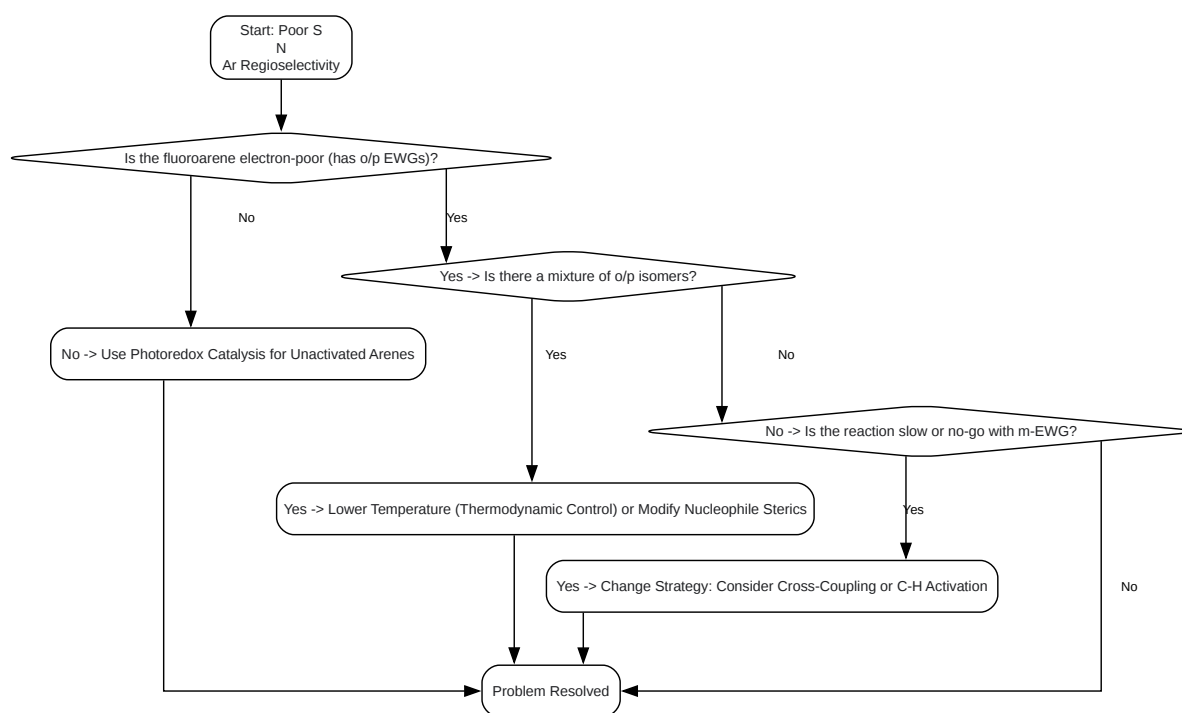 Start: Poor S
N
Ar Regioselectivity
Is the fluoroarene electron-poor (has o/p EWGs)?
No
Yes
Yes -> Is there a mixture of o/p isomers?
No -> Use Photoredox Catalysis for Unactivated Arenes
Yes
No
No -> Is the reaction slow or no-go with m-EWG?
Yes -> Lower Temperature (Thermodynamic Control) or Modify Nucleophile Sterics
Yes
Yes -> Change Strategy: Consider Cross-Coupling or C-H Activation
No
Problem Resolved